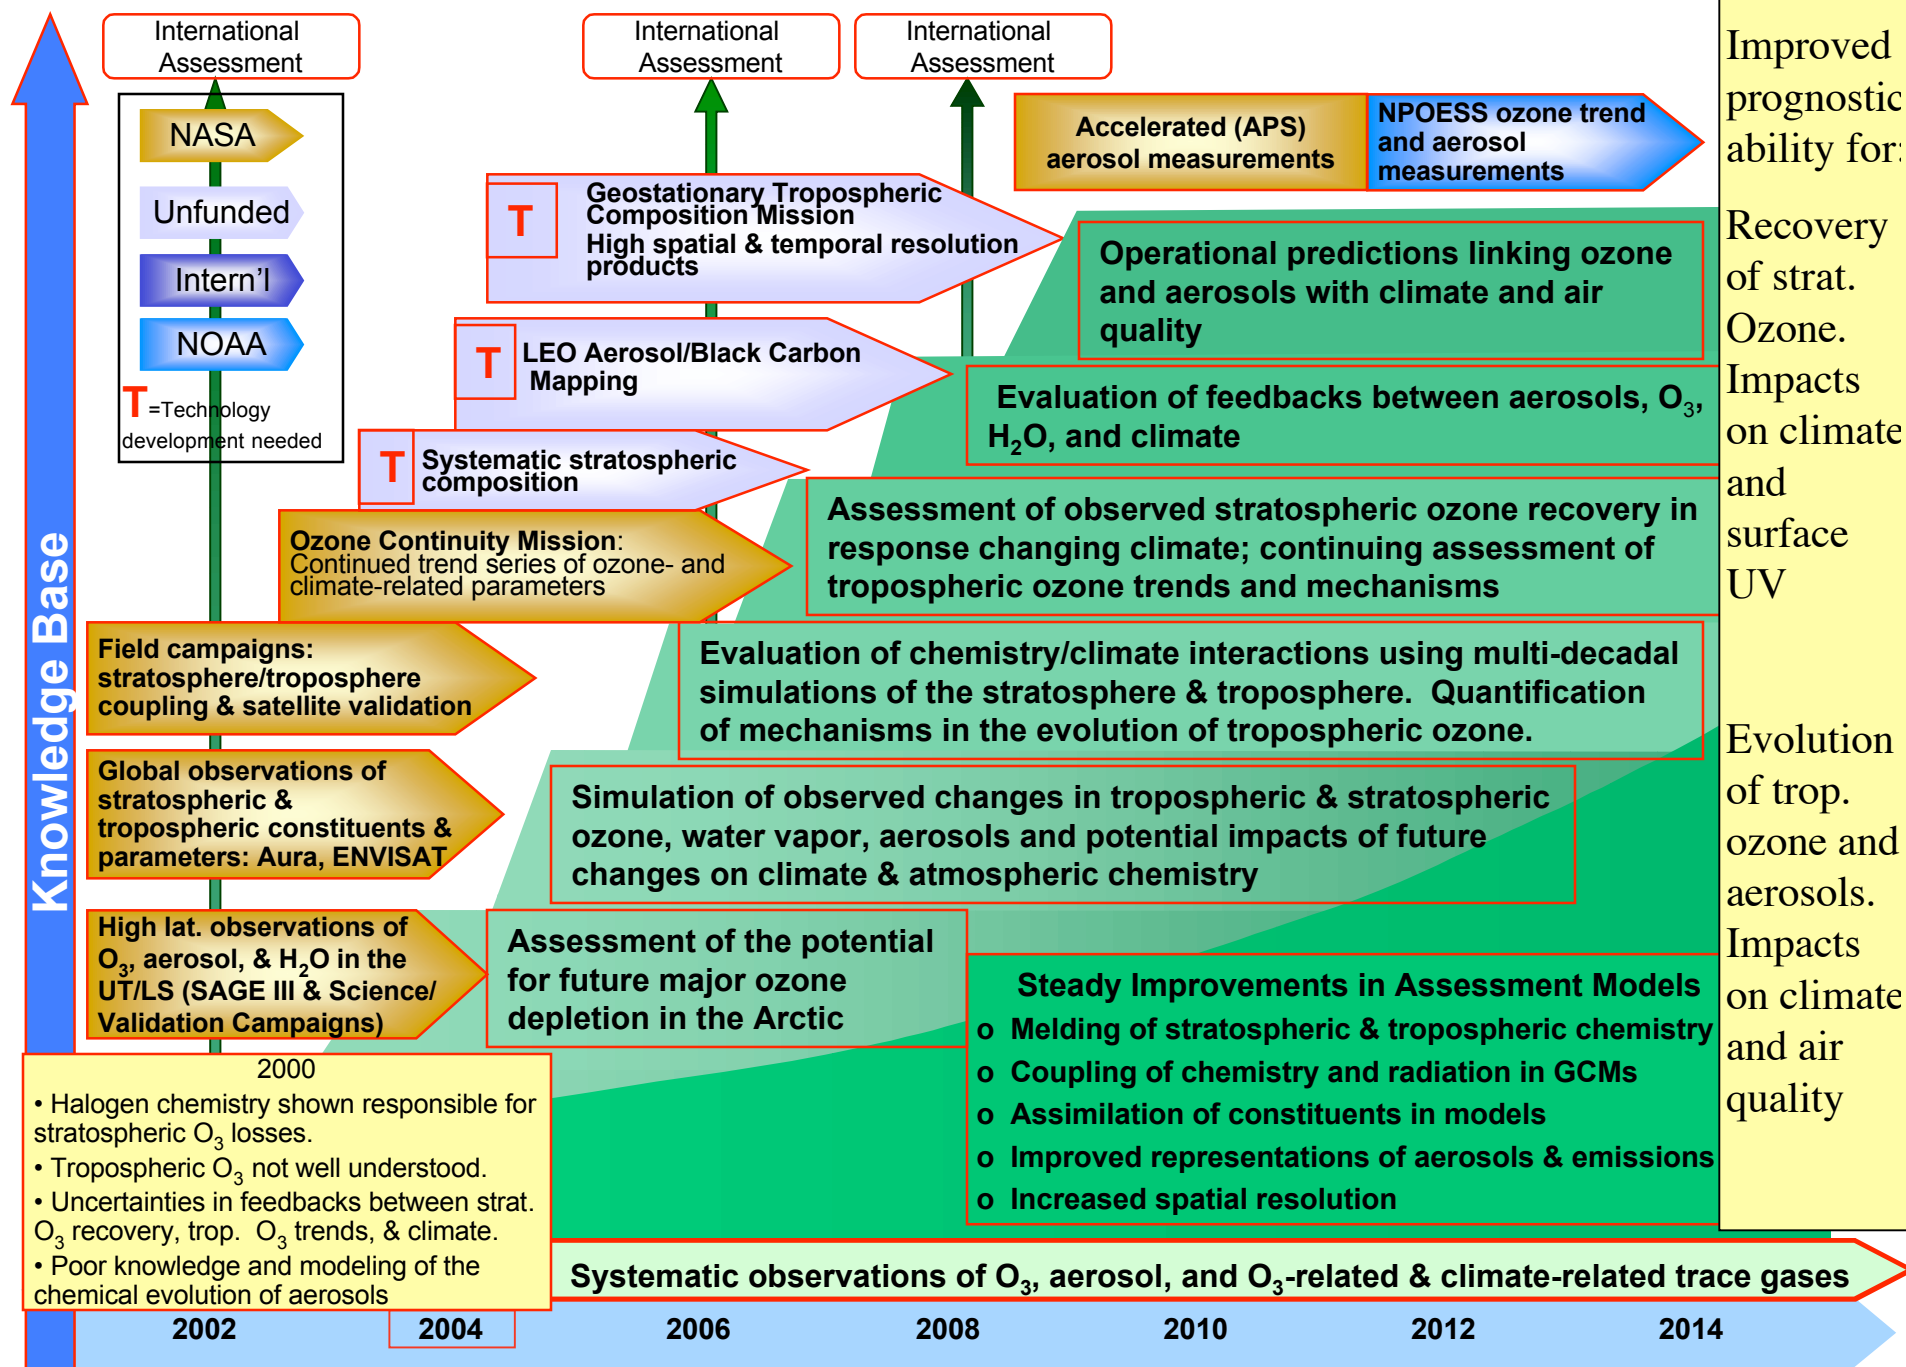 International
Assessment
International
Assessment
International
Assessment
NASA
Unfunded
Intern'l
NOAA
T=Technology
development needed
Accelerated (APS)
aerosol measurements
NPOESS ozone trend
and aerosol
measurements
T
Geostationary Tropospheric
Composition Mission
High spatial & temporal resolution
products
Operational predictions linking ozone
and aerosols with climate and air
quality
T
LEO Aerosol/Black Carbon
Mapping
Evaluation of feedbacks between aerosols, O3,
H2O, and climate
T
Systematic stratospheric
composition
Assessment of observed stratospheric ozone recovery in
response changing climate; continuing assessment of
tropospheric ozone trends and mechanisms
Ozone Continuity Mission:
Continued trend series of ozone- and
climate-related parameters
Field campaigns:
stratosphere/troposphere
coupling & satellite validation
Evaluation of chemistry/climate interactions using multi-decadal
simulations of the stratosphere & troposphere. Quantification
of mechanisms in the evolution of tropospheric ozone.
Global observations of
stratospheric &
tropospheric constituents &
parameters: Aura, ENVISAT
Simulation of observed changes in tropospheric & stratospheric
ozone, water vapor, aerosols and potential impacts of future
changes on climate & atmospheric chemistry
High lat. observations of
O3, aerosol, & H2O in the
UT/LS (SAGE III & Science/
Validation Campaigns)
Assessment of the potential
for future major ozone
depletion in the Arctic
Steady Improvements in Assessment Models
o Melding of stratospheric & tropospheric chemistry
o Coupling of chemistry and radiation in GCMs
o Assimilation of constituents in models
o Improved representations of aerosols & emissions
o Increased spatial resolution
2000
• Halogen chemistry shown responsible for
stratospheric O3 losses.
• Tropospheric O3 not well understood.
• Uncertainties in feedbacks between strat.
O3 recovery, trop. O3 trends, & climate.
• Poor knowledge and modeling of the
chemical evolution of aerosols
Systematic observations of O3, aerosol, and O3-related & climate-related trace gases
2002
2004
2006
2008
2010
2012
2014
Knowledge Base
Improved
prognostic
ability for:
Recovery
of strat.
Ozone.
Impacts
on climate
and
surface
UV
Evolution
of trop.
ozone and
aerosols.
Impacts
on climate
and air
quality